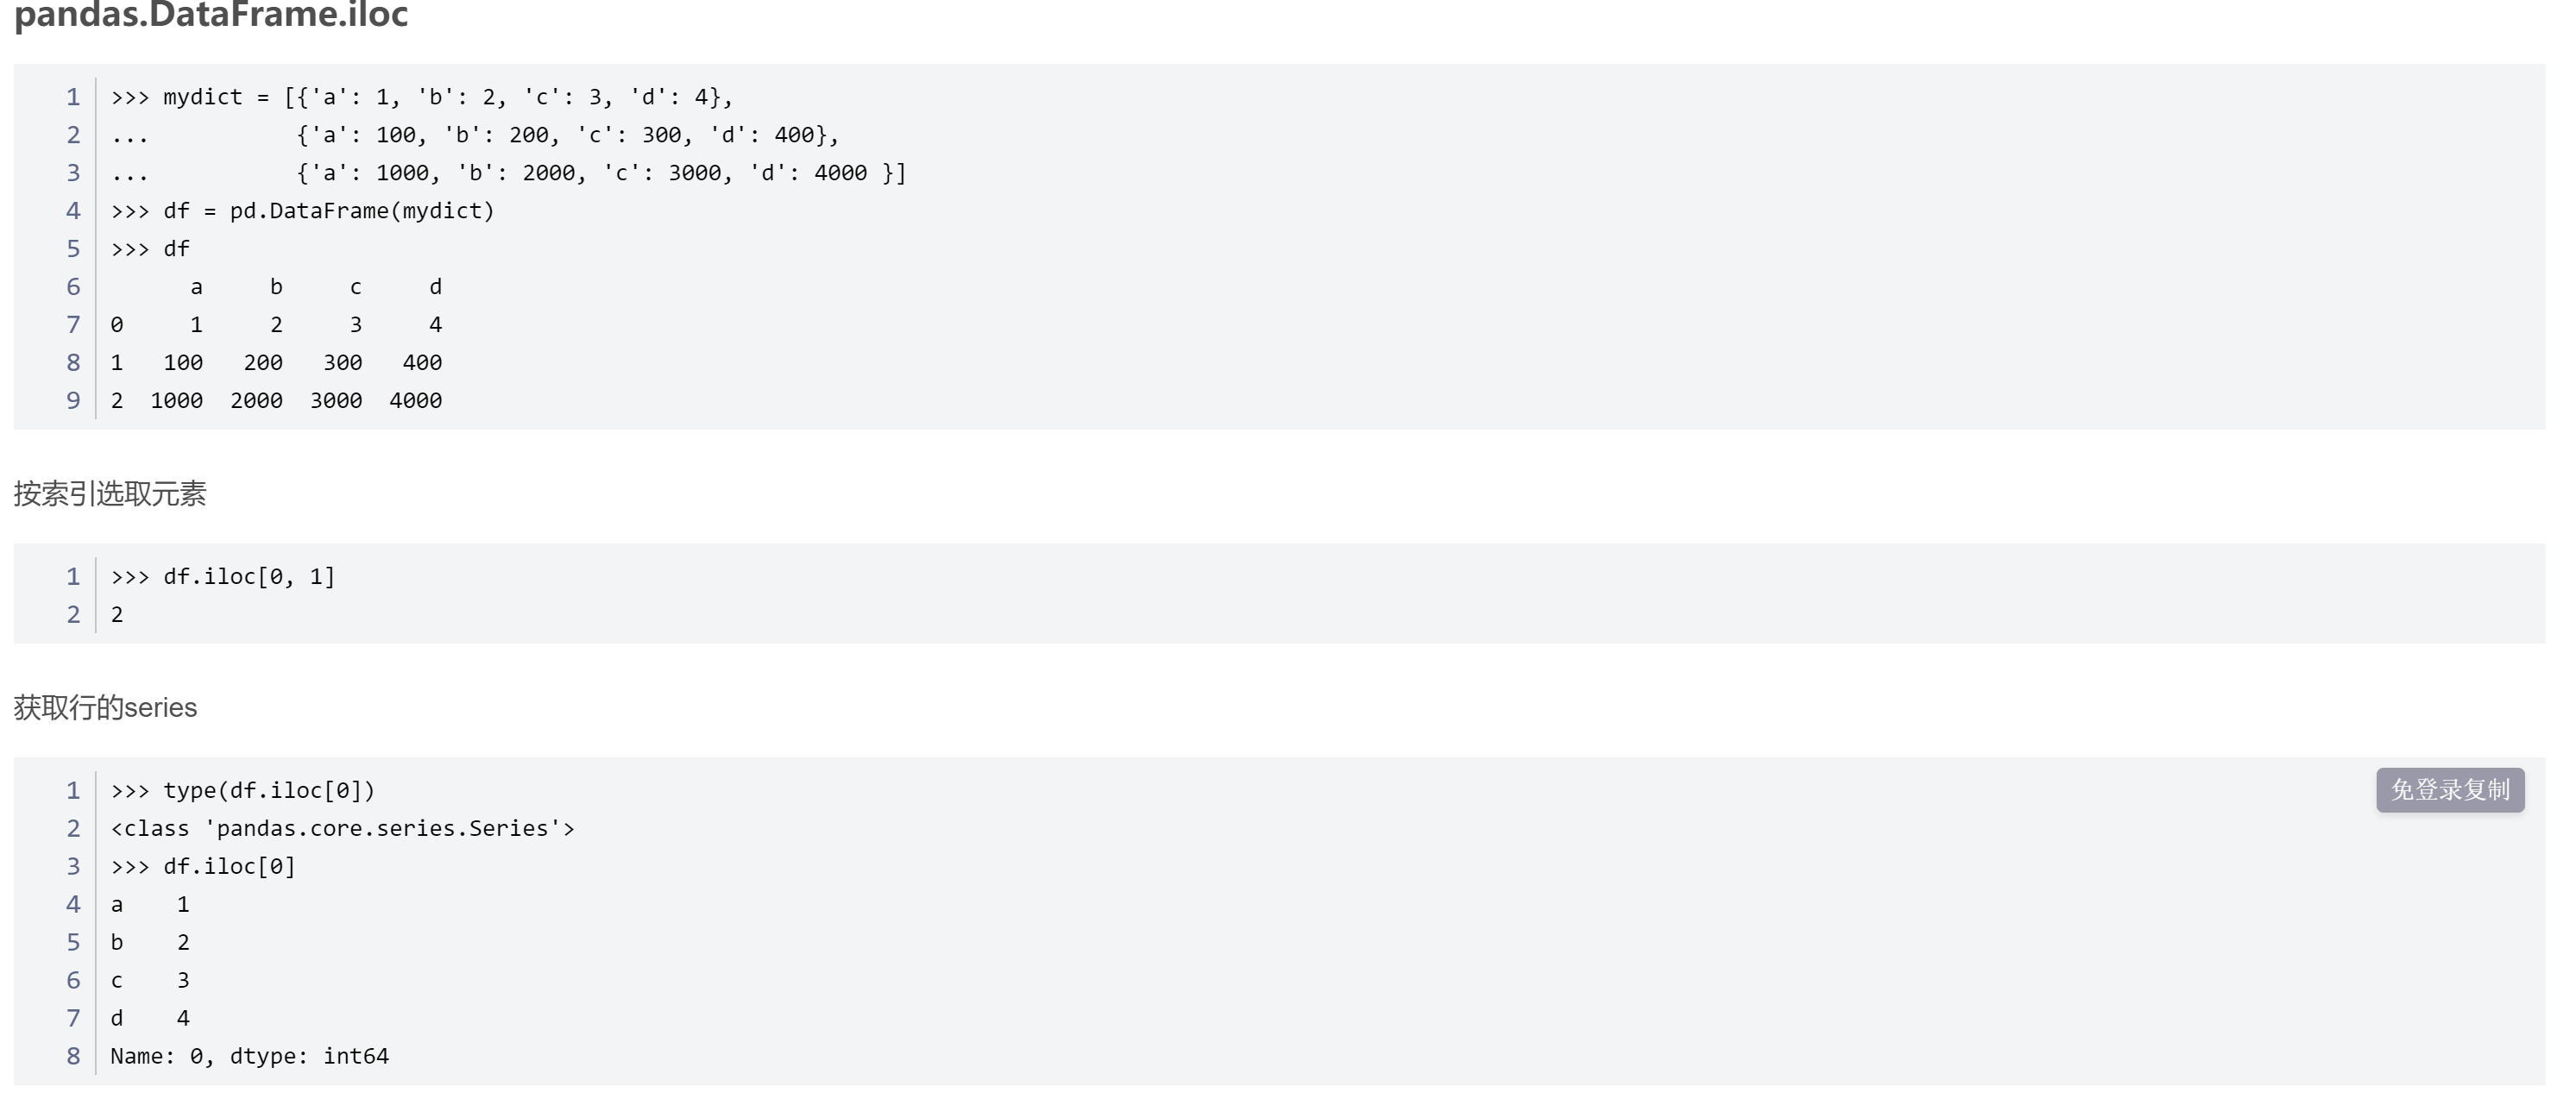 pandas.DataFrame.iloc
1 >>> mydict = [{'a': 1, 'b': 2, 'c': 3, 'd': 4},
2 ...           {'a': 100, 'b': 200, 'c': 300, 'd': 400},
3 ...           {'a': 1000, 'b': 2000, 'c': 3000, 'd': 4000 }]
4 >>> df = pd.DataFrame(mydict)
5 >>> df
6       a     b     c     d
7 0     1     2     3     4
8 1   100   200   300   400
9 2  1000  2000  3000  4000
按索引选取元素
1 >>> df.iloc[0, 1]
2 2
获取行的series
1 >>> type(df.iloc[0])
免登录复制
2 <class 'pandas.core.series.Series'>
3 >>> df.iloc[0]
4 a    1
5 b    2
6 c    3
7 d    4
8 Name: 0, dtype: int64